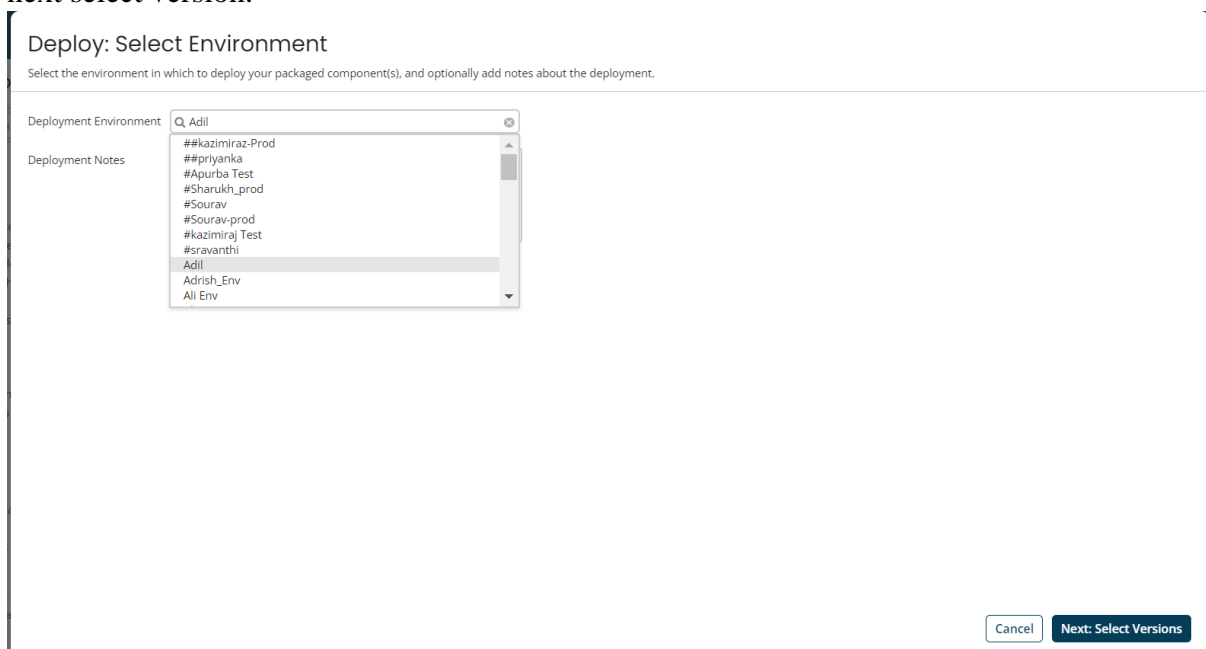 next select version.
Deploy: Select Environment
Select the environment in which to deploy your packaged component(s), and optionally add notes about the deployment.
Deployment Environment Adil
##kazimiraz-Prod
Deployment Notes ##priyanka
#Apurba Test
#Sharukh_prod
#Sourav
#Sourav-prod
#kazimiraj Test
#sravanthi
Adil
Adrish_Env
Ali Env
Cancel Next: Select Versions